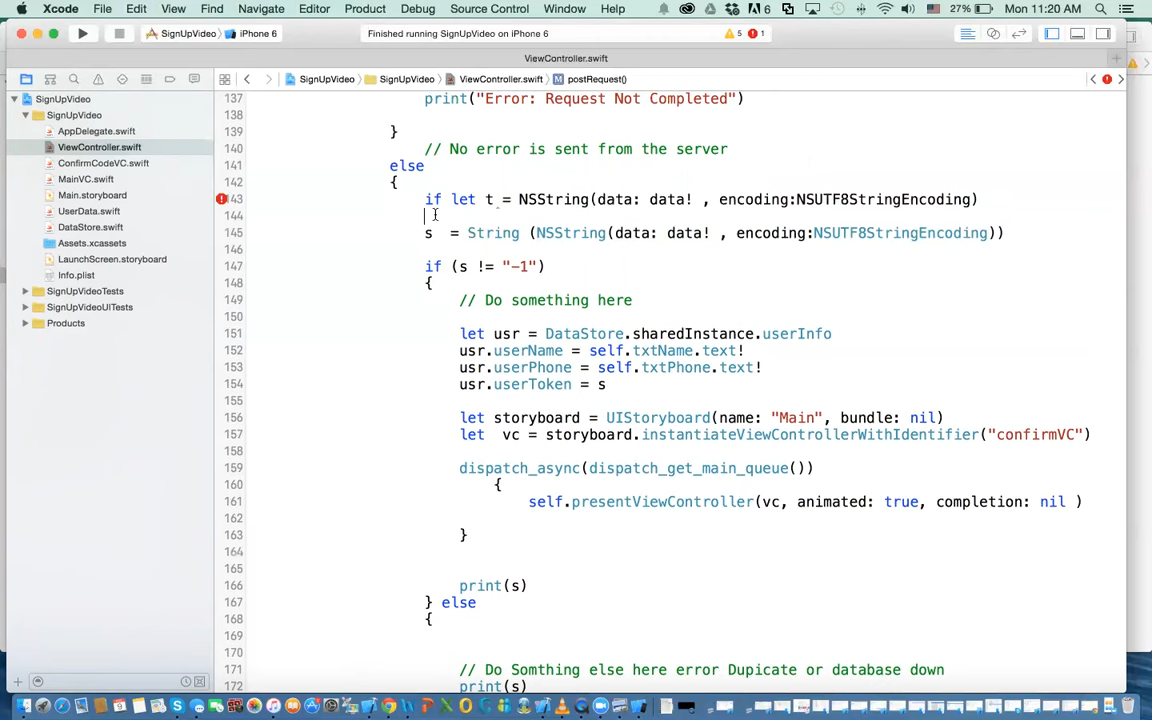 Xcode File Edit View Find Navigate Editor Product Debug Source Control Window Help 6 27% Mon 11:20 AM
SignUpVideo iPhone 6 Finished running SignUpVideo on iPhone 6 5 1
ViewController.swift
SignUpVideo SignUpVideo ViewController.swift postRequest()
SignUpVideo
SignUpVideo
AppDelegate.swift
ViewController.swift
ConfirmCodeVC.swift
MainVC.swift
Main.storyboard
UserData.swift
DataStore.swift
Assets.xcassets
LaunchScreen.storyboard
Info.plist
SignUpVideoTests
SignUpVideoUITests
Products
137 print("Error: Request Not Completed")
138
139 }
140 // No error is sent from the server
141 else
142 {
143 if let t = NSString(data: data! , encoding:NSUTF8StringEncoding)
144
145 s = String (NSString(data: data! , encoding:NSUTF8StringEncoding))
146
147 if (s != "-1")
148 {
149 // Do something here
150
151 let usr = DataStore.sharedInstance.userInfo
152 usr.userName = self.txtName.text!
153 usr.userPhone = self.txtPhone.text!
154 usr.userToken = s
155
156 let storyboard = UIStoryboard(name: "Main", bundle: nil)
157 let vc = storyboard.instantiateViewControllerWithIdentifier("confirmVC")
158
159 dispatch_async(dispatch_get_main_queue())
160 {
161 self.presentViewController(vc, animated: true, completion: nil )
162
163 }
164
165
166 print(s)
167 } else
168 {
169
170
171 // Do Somthing else here error Dupicate or database down
172 print(s)